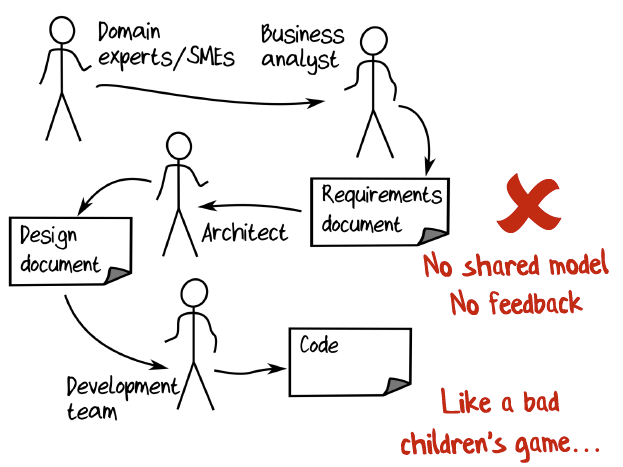 Domain
experts/SMEs
Business
analyst
Requirements
document
Architect
Design
document
Development
team
Code
No shared model
No feedback
Like a bad
children's game...